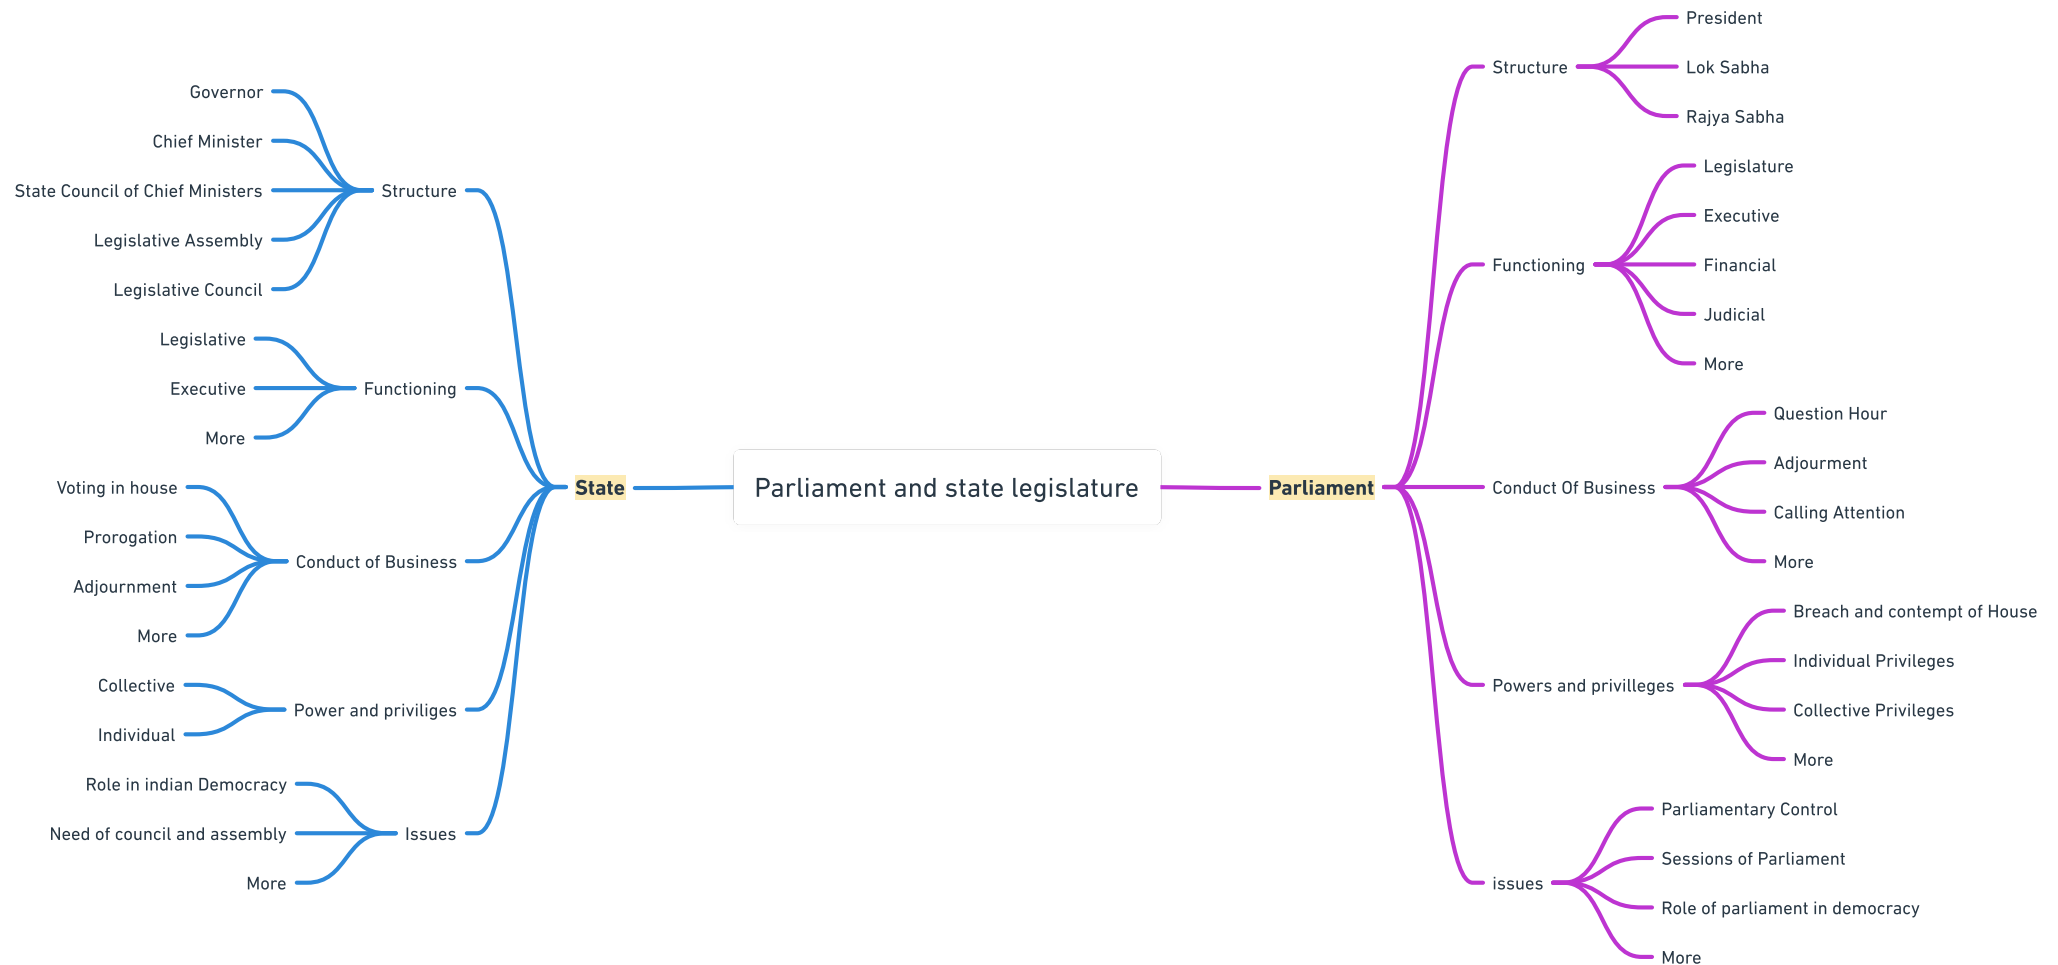 Parliament and state legislature
State
Structure
Governor
Chief Minister
State Council of Chief Ministers
Legislative Assembly
Legislative Council
Functioning
Legislative
Executive
More
Conduct of Business
Voting in house
Prorogation
Adjournment
More
Power and priviliges
Collective
Individual
Issues
Role in indian Democracy
Need of council and assembly
More
Parliament
Structure
President
Lok Sabha
Rajya Sabha
Functioning
Legislature
Executive
Financial
Judicial
More
Conduct Of Business
Question Hour
Adjourment
Calling Attention
More
Powers and privilleges
Breach and contempt of House
Individual Privileges
Collective Privileges
More
issues
Parliamentary Control
Sessions of Parliament
Role of parliament in democracy
More